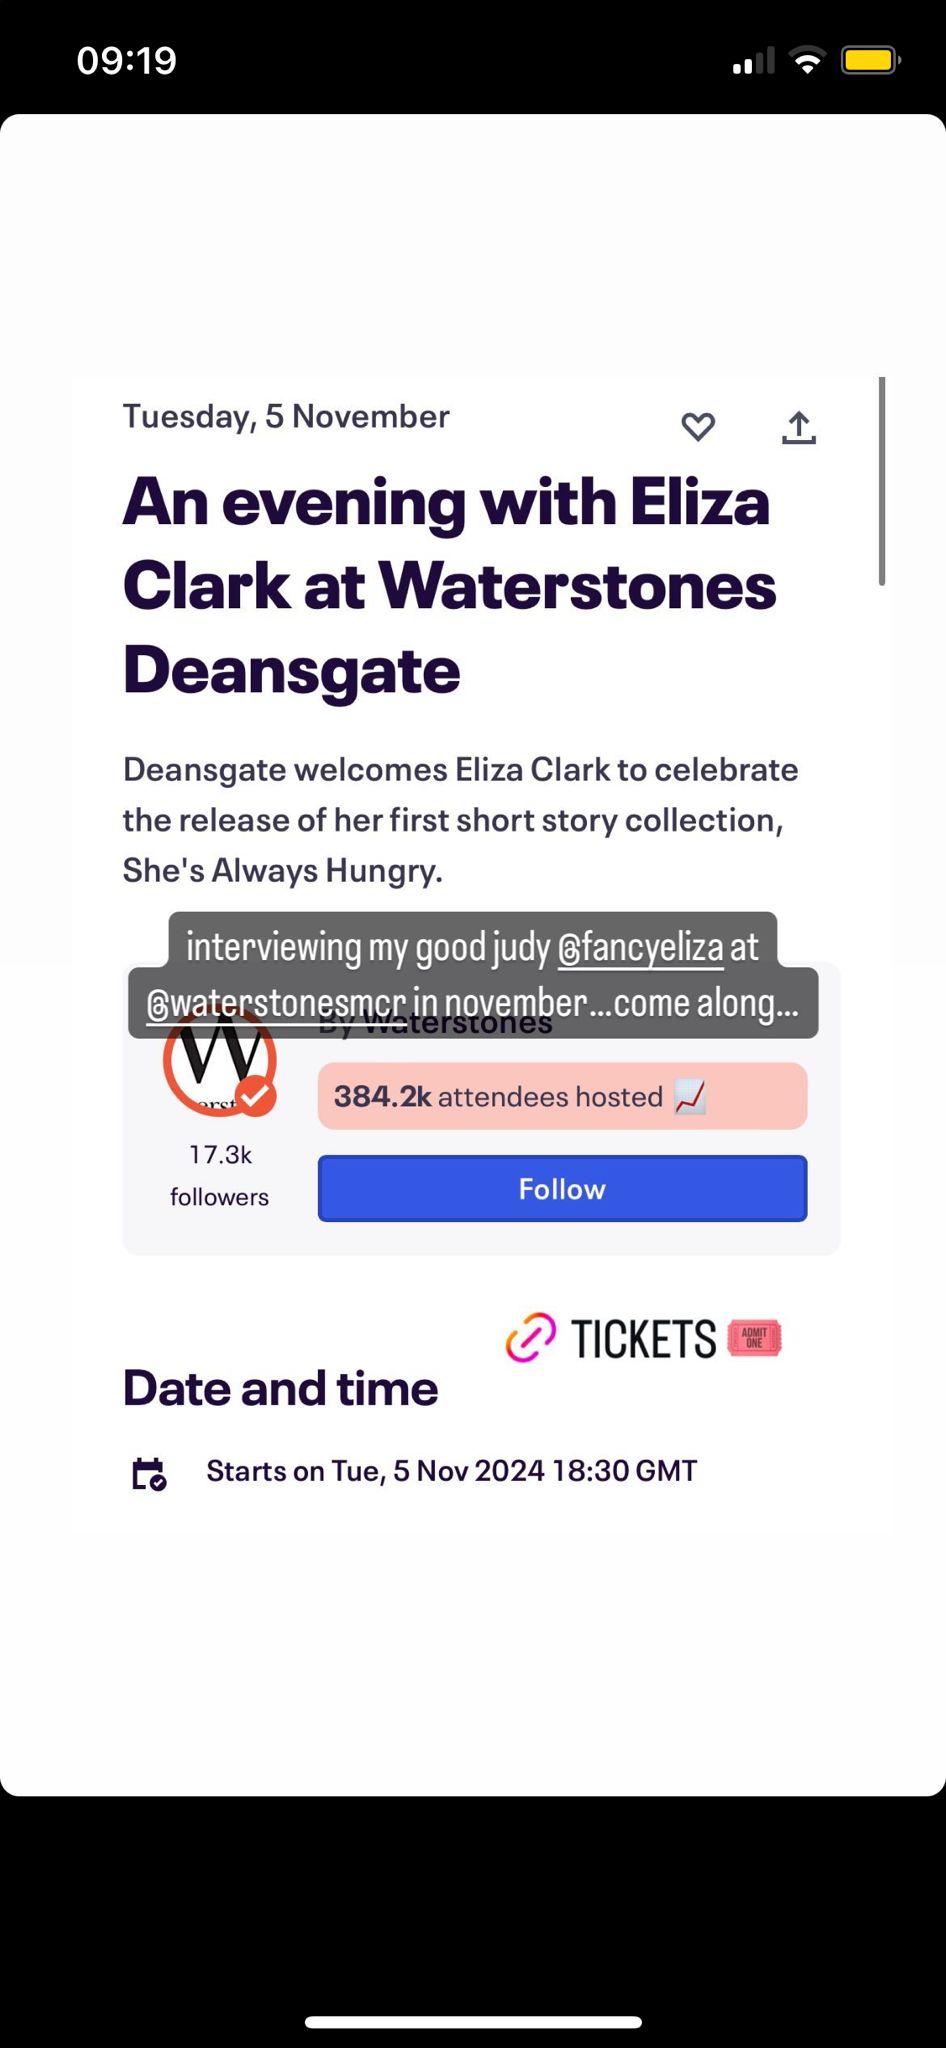 09:19
Tuesday, 5 November
An evening with Eliza
Clark at Waterstones
Deansgate
Deansgate welcomes Eliza Clark to celebrate
the release of her first short story collection,
She's Always Hungry.
interviewing my good judy @fancyeliza at
@waterstonesmcr in november...come along...
By Waterstones
W
erst
384.2k attendees hosted
17.3k
followers
Follow
TICKETS
ADMIT
ONE
Date and time
Starts on Tue, 5 Nov 2024 18:30 GMT